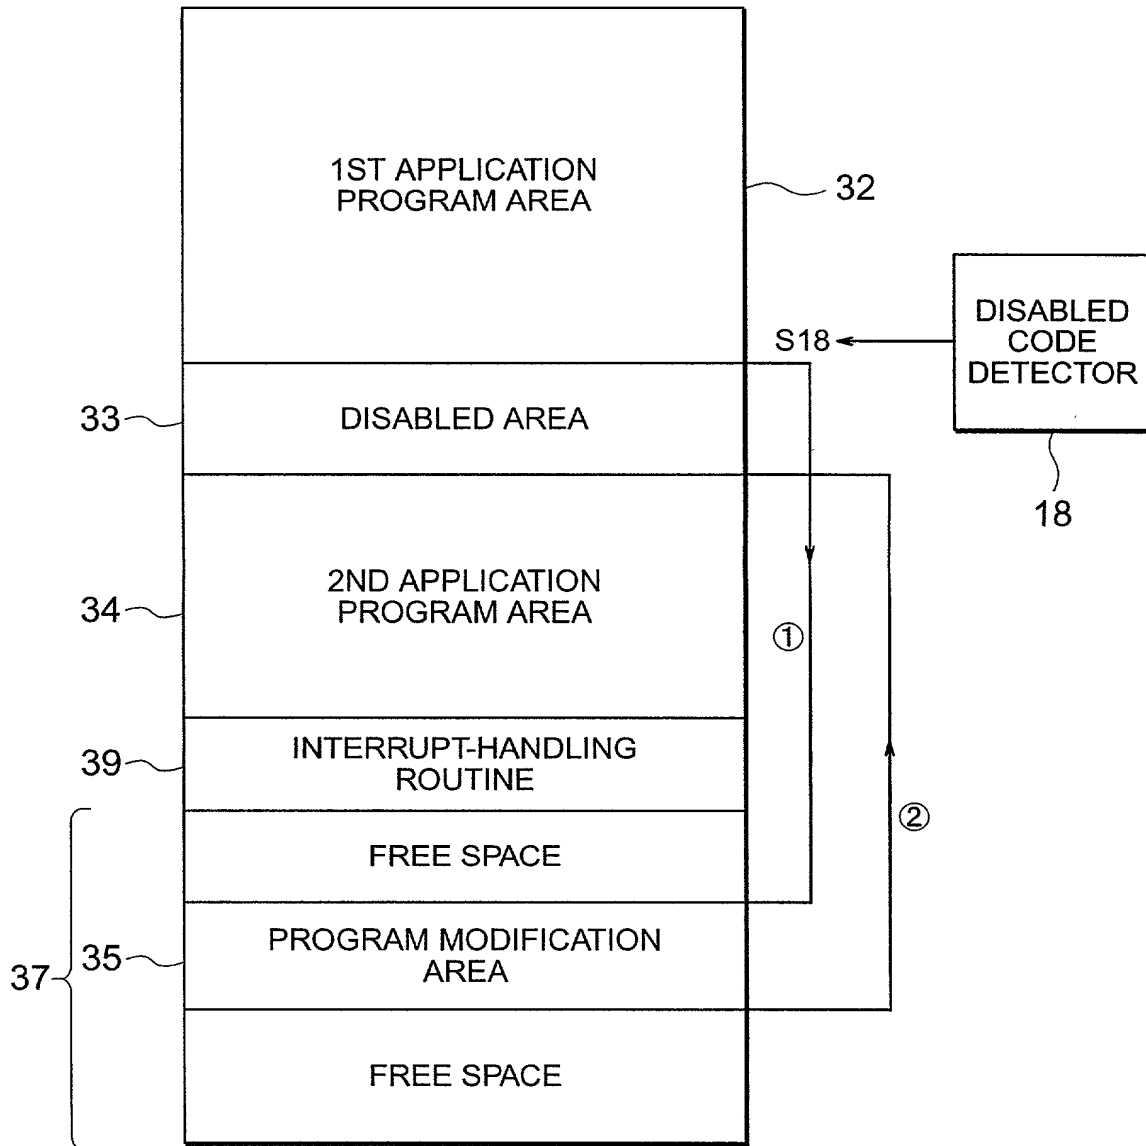 1ST APPLICATION
PROGRAM AREA
32
DISABLED
CODE
DETECTOR
S18
18
33
DISABLED AREA
34
2ND APPLICATION
PROGRAM AREA
①
39
INTERRUPT-HANDLING
ROUTINE
②
FREE SPACE
37
35
PROGRAM MODIFICATION
AREA
FREE SPACE